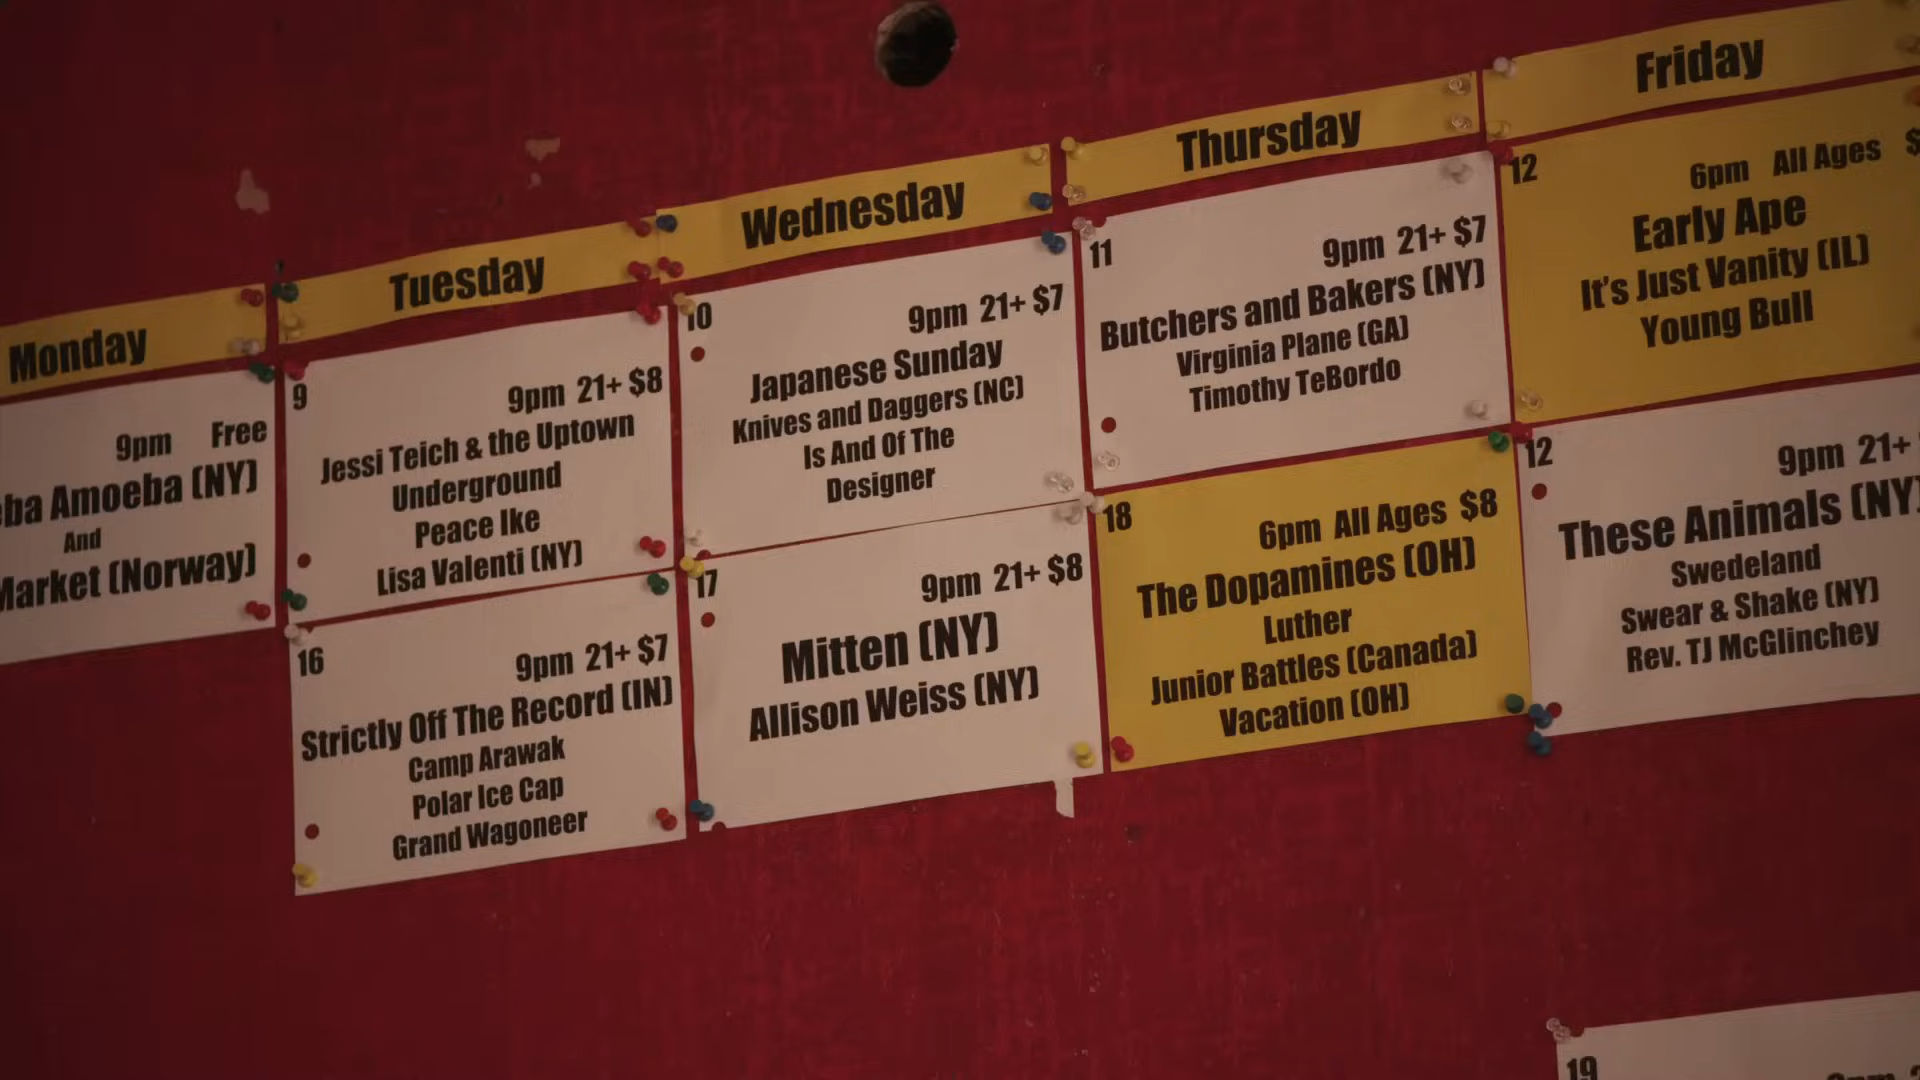 Monday
9pm Free
Amoeba (NY)
And
Market (Norway)
Tuesday
9
9pm 21+ $8
Jessi Teich & the Uptown
Underground
Peace Ike
Lisa Valenti (NY)
16
9pm 21+ $7
Strictly Off The Record (IN)
Camp Arawak
Polar Ice Cap
Grand Wagoneer
Wednesday
10
9pm 21+ $7
Japanese Sunday
Knives and Daggers (NC)
Is And Of The
Designer
17
9pm 21+ $8
Mitten (NY)
Allison Weiss (NY)
Thursday
11
9pm 21+ $7
Butchers and Bakers (NY)
Virginia Plane (GA)
Timothy TeBordo
18
6pm All Ages $8
The Dopamines (OH)
Luther
Junior Battles (Canada)
Vacation (OH)
Friday
12
6pm All Ages $
Early Ape
It's Just Vanity (IL)
Young Bull
12
9pm 21+
These Animals (NY)
Swedeland
Swear & Shake (NY)
Rev. TJ McGlinchey
19